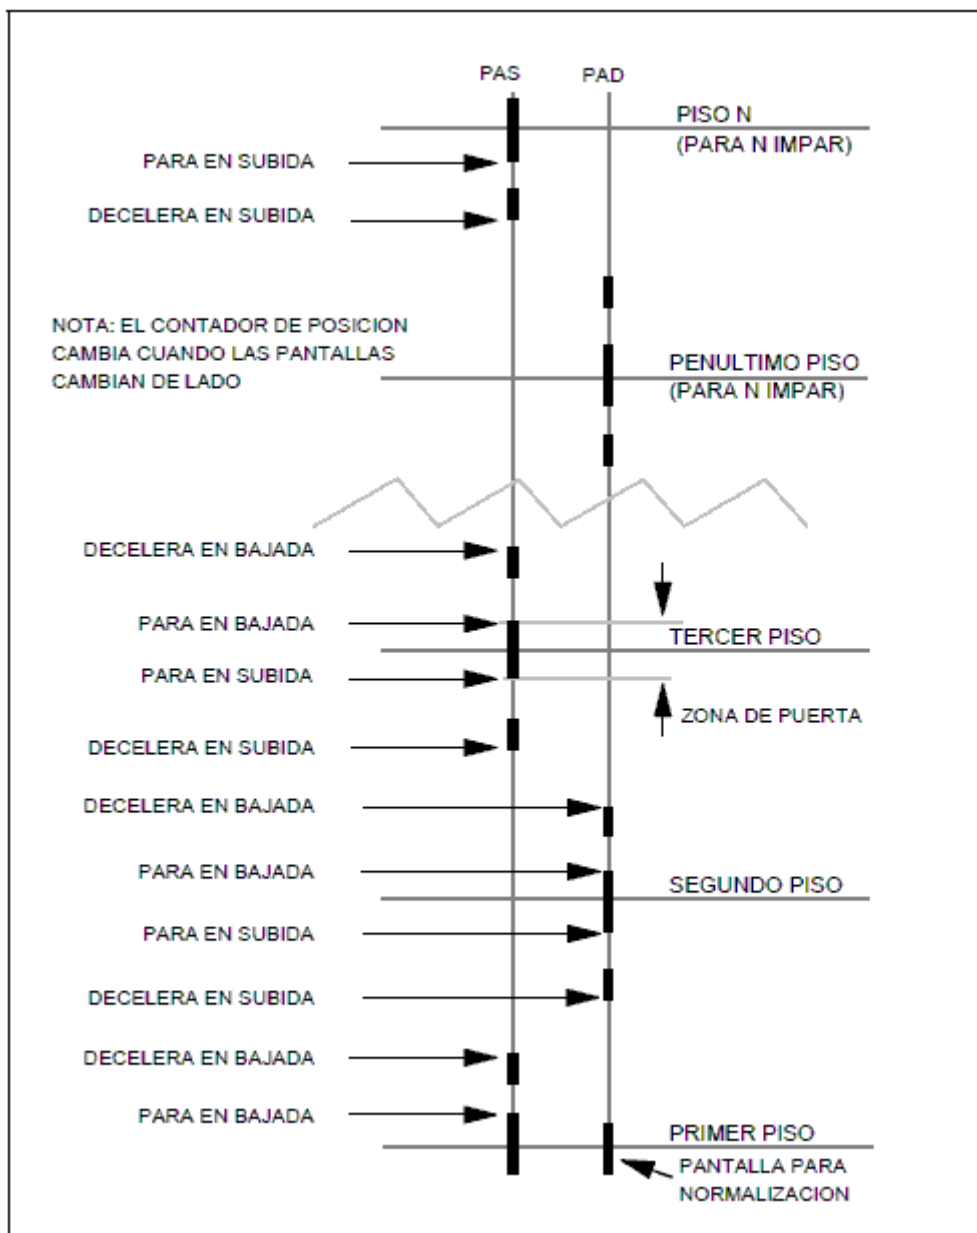 PAS PAD
PISO N
(PARA N IMPAR)
PARA EN SUBIDA
DECELERA EN SUBIDA
NOTA: EL CONTADOR DE POSICION
CAMBIA CUANDO LAS PANTALLAS
CAMBIAN DE LADO
PENULTIMO PISO
(PARA N IMPAR)
DECELERA EN BAJADA
PARA EN BAJADA
TERCER PISO
PARA EN SUBIDA
ZONA DE PUERTA
DECELERA EN SUBIDA
DECELERA EN BAJADA
PARA EN BAJADA
SEGUNDO PISO
PARA EN SUBIDA
DECELERA EN SUBIDA
DECELERA EN BAJADA
PARA EN BAJADA
PRIMER PISO
PANTALLA PARA
NORMALIZACION